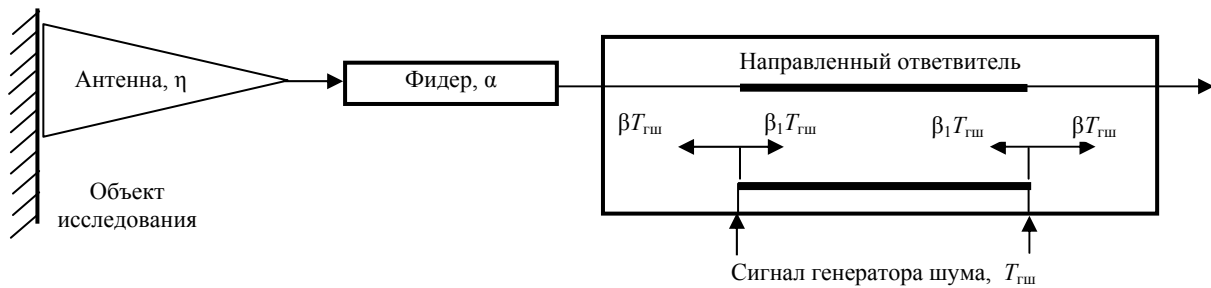 Антенна, η
Фидер, α
Направленный ответвитель
βTгш
β₁Tгш
β₁Tгш
βTгш
Объект
исследования
Сигнал генератора шума, Tгш